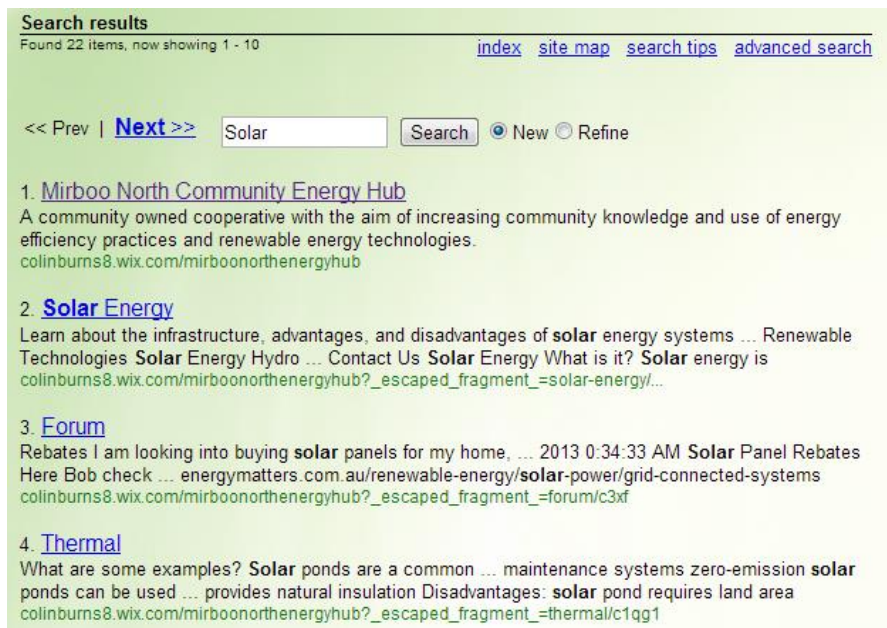 Search results
Found 22 items, now showing 1 - 10
index site map search tips advanced search
<< Prev | Next >> Solar Search New Refine
1. Mirboo North Community Energy Hub
A community owned cooperative with the aim of increasing community knowledge and use of energy
efficiency practices and renewable energy technologies.
colinburns8.wix.com/mirboonorthenergyhub
2. Solar Energy
Learn about the infrastructure, advantages, and disadvantages of solar energy systems ... Renewable
Technologies Solar Energy Hydro ... Contact Us Solar Energy What is it? Solar energy is
colinburns8.wix.com/mirboonorthenergyhub?_escaped_fragment_=solar-energy/...
3. Forum
Rebates I am looking into buying solar panels for my home, ... 2013 0:34:33 AM Solar Panel Rebates
Here Bob check ... energymatters.com.au/renewable-energy/solar-power/grid-connected-systems
colinburns8.wix.com/mirboonorthenergyhub?_escaped_fragment_=forum/c3xf
4. Thermal
What are some examples? Solar ponds are a common ... maintenance systems zero-emission solar
ponds can be used ... provides natural insulation Disadvantages: solar pond requires land area
colinburns8.wix.com/mirboonorthenergyhub?_escaped_fragment_=thermal/c1qg1